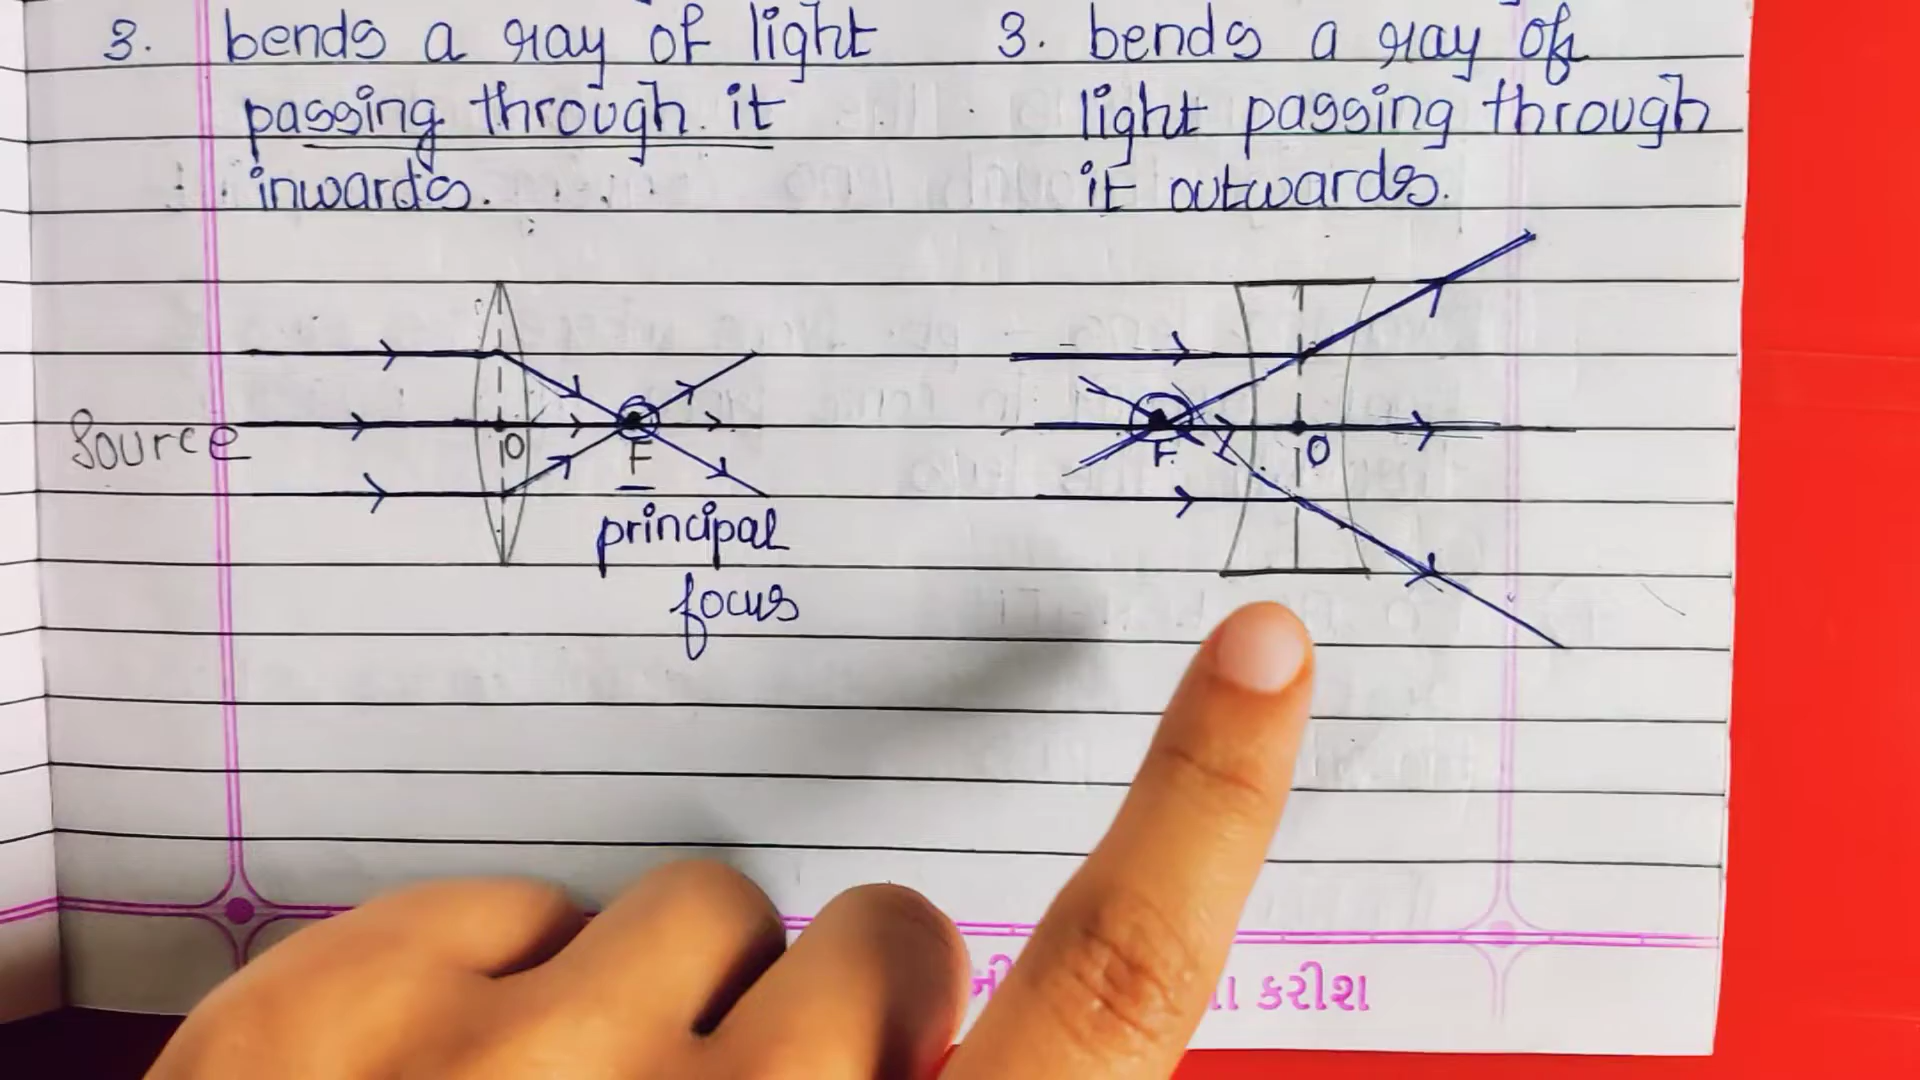 3. bends a ray of light
passing through it
inwards.
3. bends a ray of
light passing through
it outwards.
Source
O
F
principal
focus
F
O
કરીશ